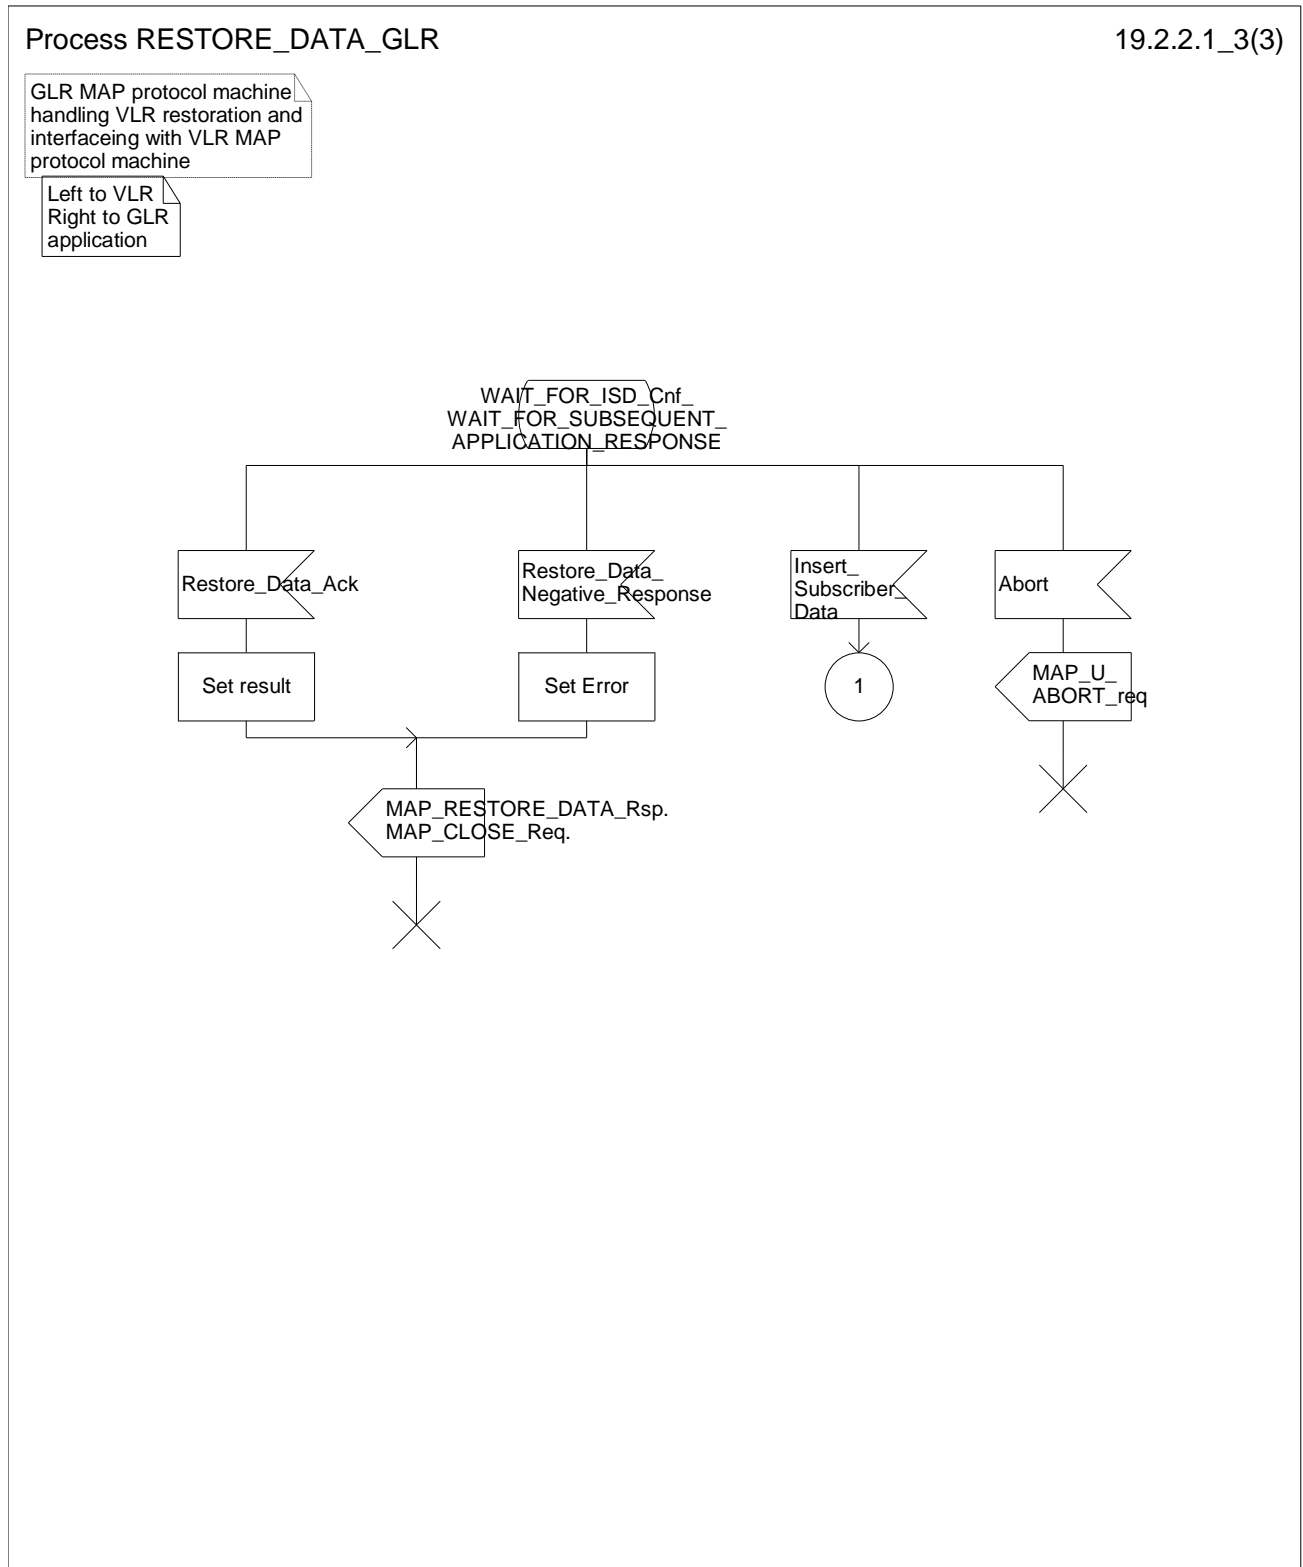 Process RESTORE_DATA_GLR
19.2.2.1_3(3)
GLR MAP protocol machine
handling VLR restoration and
interfaceing with VLR MAP
protocol machine
Left to VLR
Right to GLR
application
WAIT_FOR_ISD_Cnf_
WAIT_FOR_SUBSEQUENT_
APPLICATION_RESPONSE
Restore_Data_Ack
Restore_Data_
Negative_Response
Insert_
Subscriber_
Data
Abort
Set result
Set Error
1
MAP_U_
ABORT_req
MAP_RESTORE_DATA_Rsp.
MAP_CLOSE_Req.